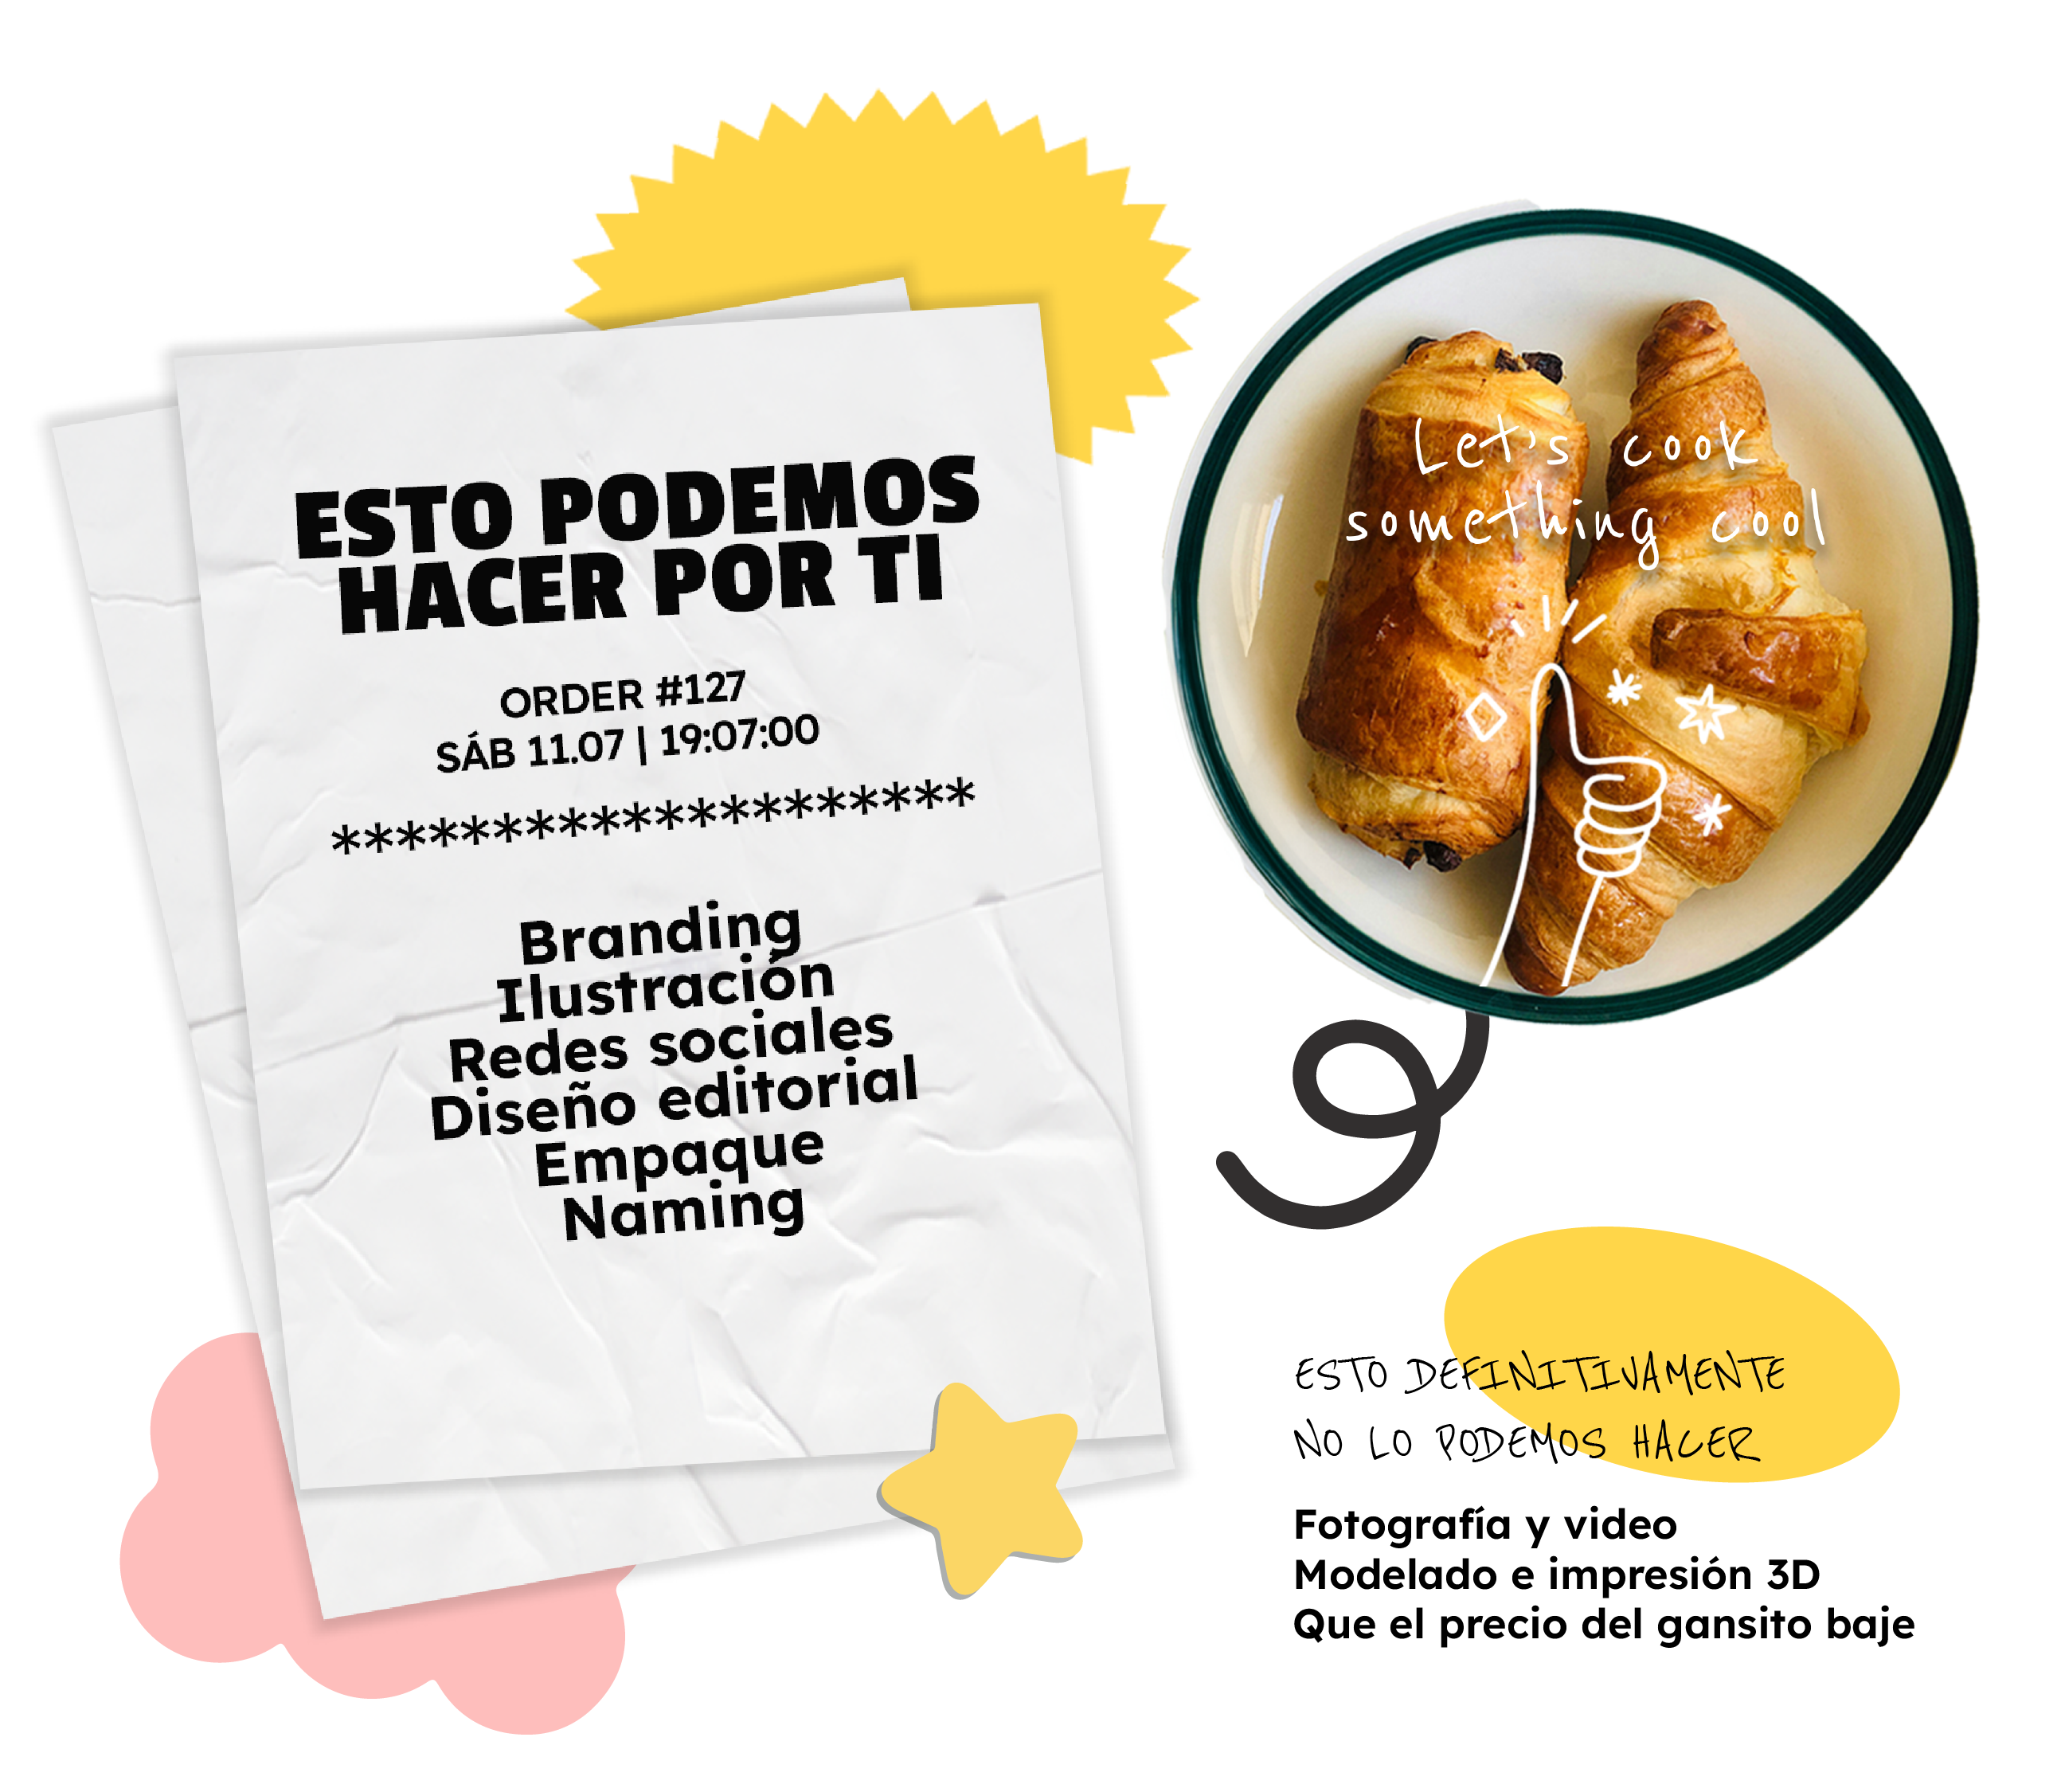 ESTO PODEMOS
HACER POR TI
ORDER #127
SÁB 11.07 | 19:07:00
********************
Branding
Ilustración
Redes sociales
Diseño editorial
Empaque
Naming
Let's cook
something cool
ESTO DEFINITIVAMENTE
NO LO PODEMOS HACER
Fotografía y video
Modelado e impresión 3D
Que el precio del gansito baje